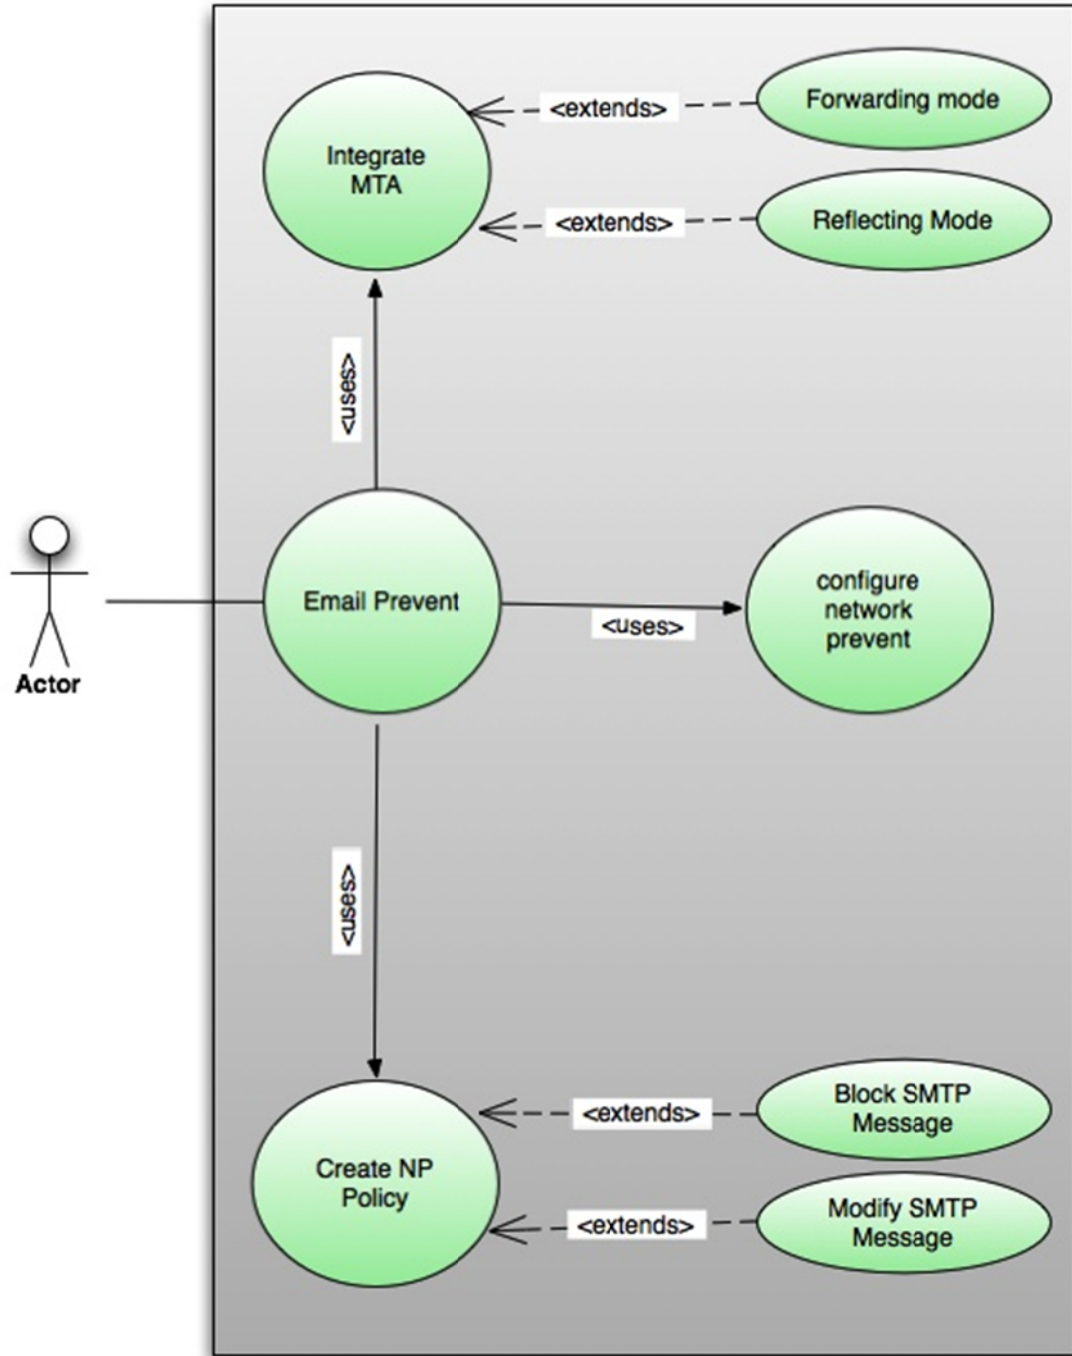 Forwarding mode
<extends>
Integrate
MTA
Reflecting Mode
<extends>
<uses>
Actor
Email Prevent
<uses>
configure
network
prevent
<uses>
Block SMTP
Message
<extends>
Create NP
Policy
Modify SMTP
Message
<extends>